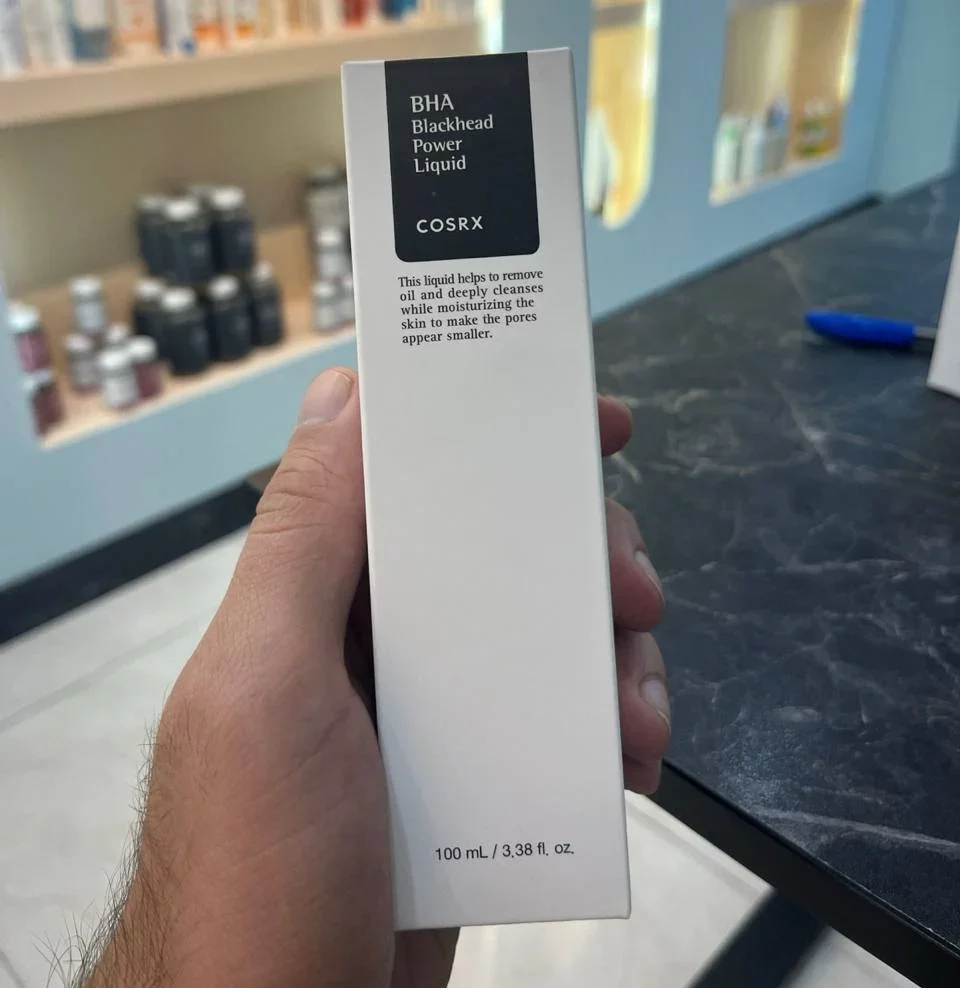 BHA
Blackhead
Power
Liquid
COSRX
This liquid helps to remove
oil and deeply cleanses
while moisturizing the
skin to make the pores
appear smaller.
100 mL / 3.38 fl. oz.